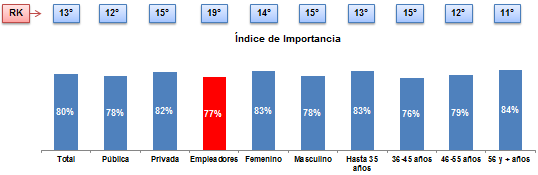 RK 13° 12° 15° 19° 14° 15° 13° 15° 12° 11°
Índice de Importancia
80% 78% 82% 77% 83% 78% 83% 76% 79% 84%
Total Pública Privada Empleadores Femenino Masculino Hasta 35 años 36-45 años 46-55 años 56 y + años